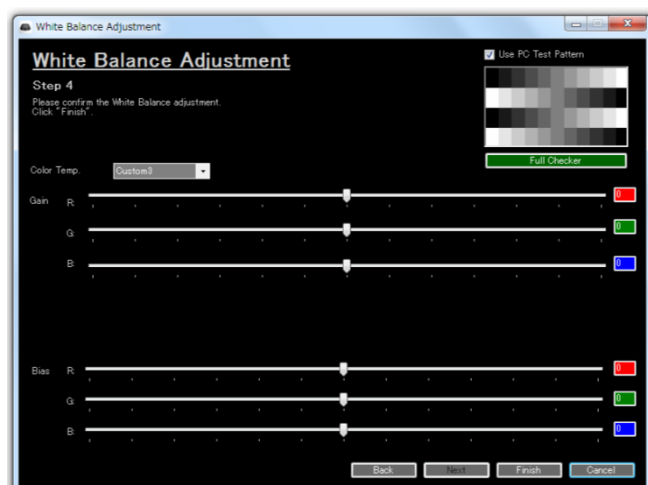 White Balance Adjustment
White Balance Adjustment
Use PC Test Pattern
Step 4
Please confirm the White Balance adjustment.
Click "Finish".
Full Checker
Color Temp.
Custom3
Gain
R:
0
G:
0
B:
0
Bias
R:
0
G:
0
B:
0
Back
Next
Finish
Cancel